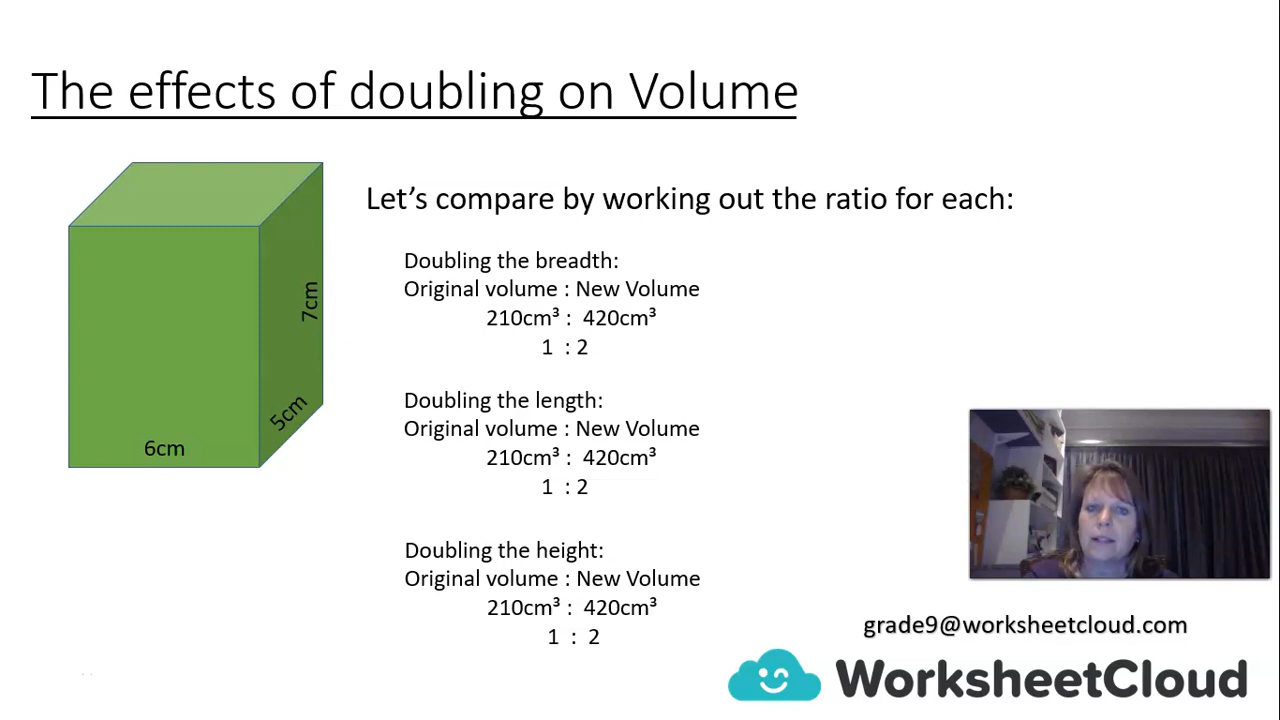 The effects of doubling on Volume
Let's compare by working out the ratio for each:
Doubling the breadth:
Original volume : New Volume
210cm³ : 420cm³
1 : 2
7cm
5cm
6cm
Doubling the length:
Original volume : New Volume
210cm³ : 420cm³
1 : 2
Doubling the height:
Original volume : New Volume
210cm³ : 420cm³
1 : 2
grade9@worksheetcloud.com
WorksheetCloud